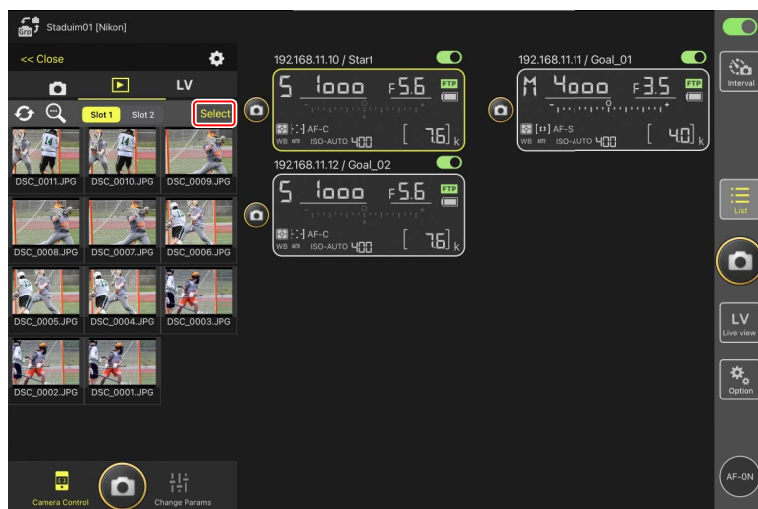 Grp
Staduim01 [Nikon]
<< Close
LV
Slot 1
Slot 2
Select
DSC_0011.JPG
DSC_0010.JPG
DSC_0009.JPG
DSC_0008.JPG
DSC_0007.JPG
DSC_0006.JPG
DSC_0005.JPG
DSC_0004.JPG
DSC_0003.JPG
DSC_0002.JPG
DSC_0001.JPG
Camera Control
Change Params
192.168.11.10 / Start
S 1000 F5.6 FTP
AF-C
WB ISO-AUTO 400 [ 7.6] k
192.168.11.11 / Goal_01
M 4000 F3.5 FTP
AF-S
WB ISO-AUTO 400 [ 4.0] k
192.168.11.12 / Goal_02
S 1000 F5.6 FTP
AF-C
WB ISO-AUTO 400 [ 7.6] k
Interval
List
LV
Live view
Option
AF-ON